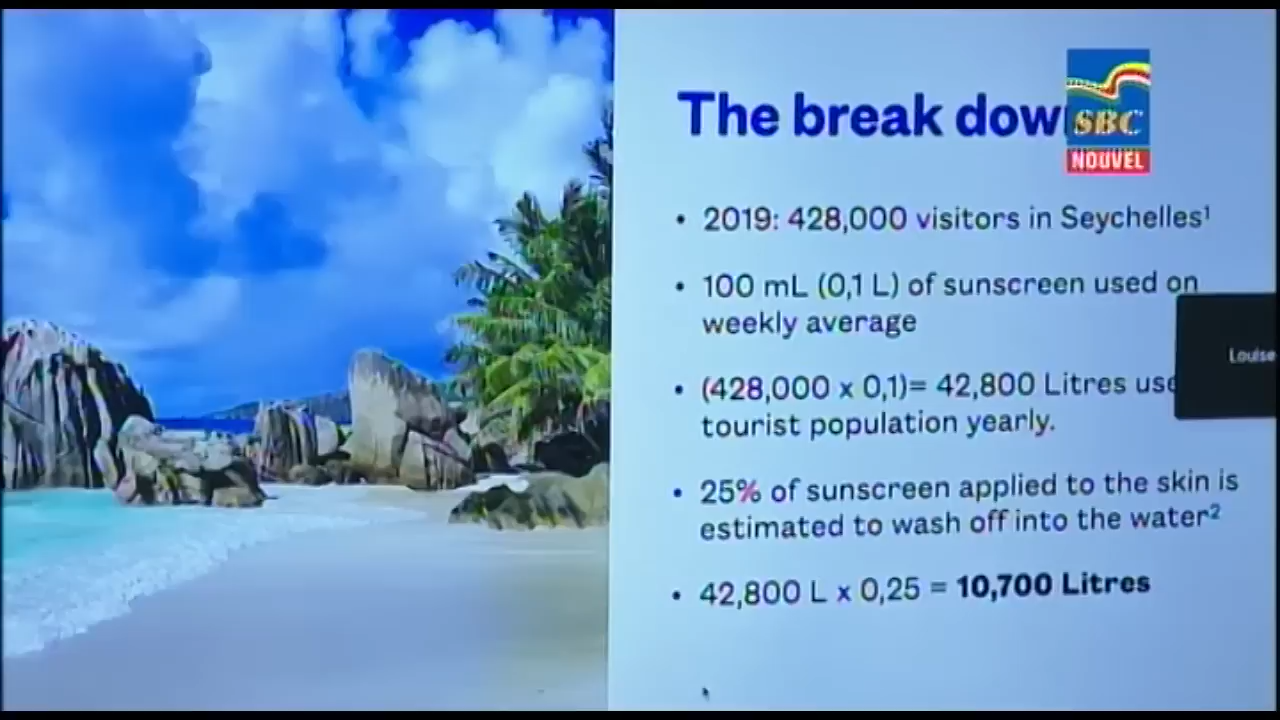 The break dow
SBC
NOUVEL
• 2019: 428,000 visitors in Seychelles¹
• 100 mL (0,1 L) of sunscreen used on
weekly average
Louise
• (428,000 x 0,1)= 42,800 Litres use
tourist population yearly.
• 25% of sunscreen applied to the skin is
estimated to wash off into the water²
• 42,800 L x 0,25 = 10,700 Litres